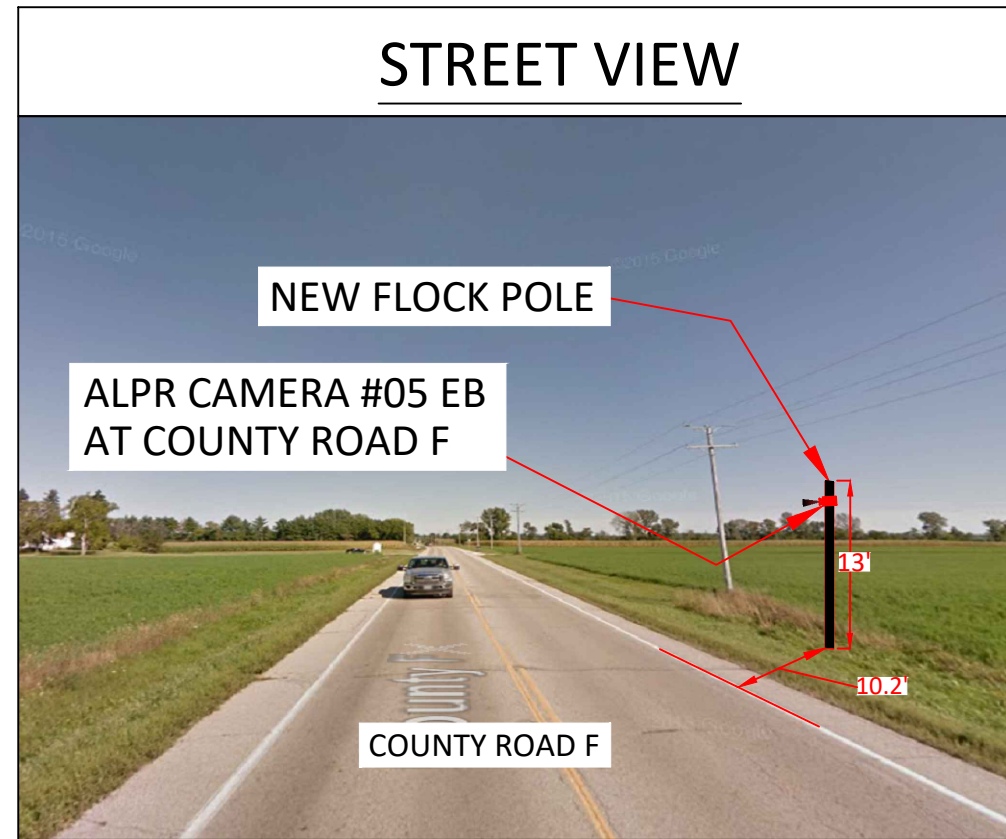 STREET VIEW
©2015 Google
©2015 Google
NEW FLOCK POLE
ALPR CAMERA #05 EB
AT COUNTY ROAD F
13'
10.2'
COUNTY ROAD F